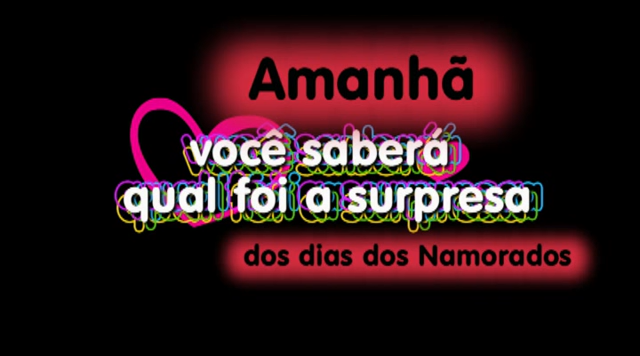 Amanhã
você saberá
qual foi a surpresa
dos dias dos Namorados